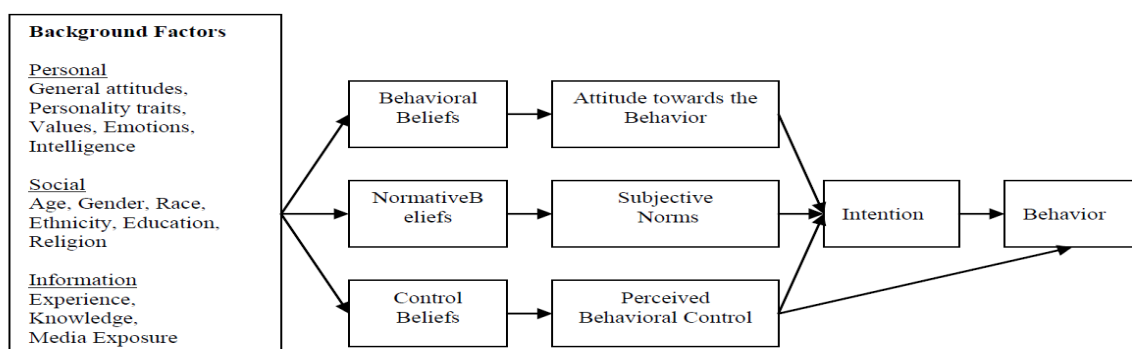 Background Factors
Personal
General attitudes,
Personality traits,
Values, Emotions,
Intelligence
Social
Age, Gender, Race,
Ethnicity, Education,
Religion
Information
Experience,
Knowledge,
Media Exposure
Behavioral
Beliefs
Attitude towards the
Behavior
NormativeB
eliefs
Subjective
Norms
Control
Beliefs
Perceived
Behavioral Control
Intention
Behavior